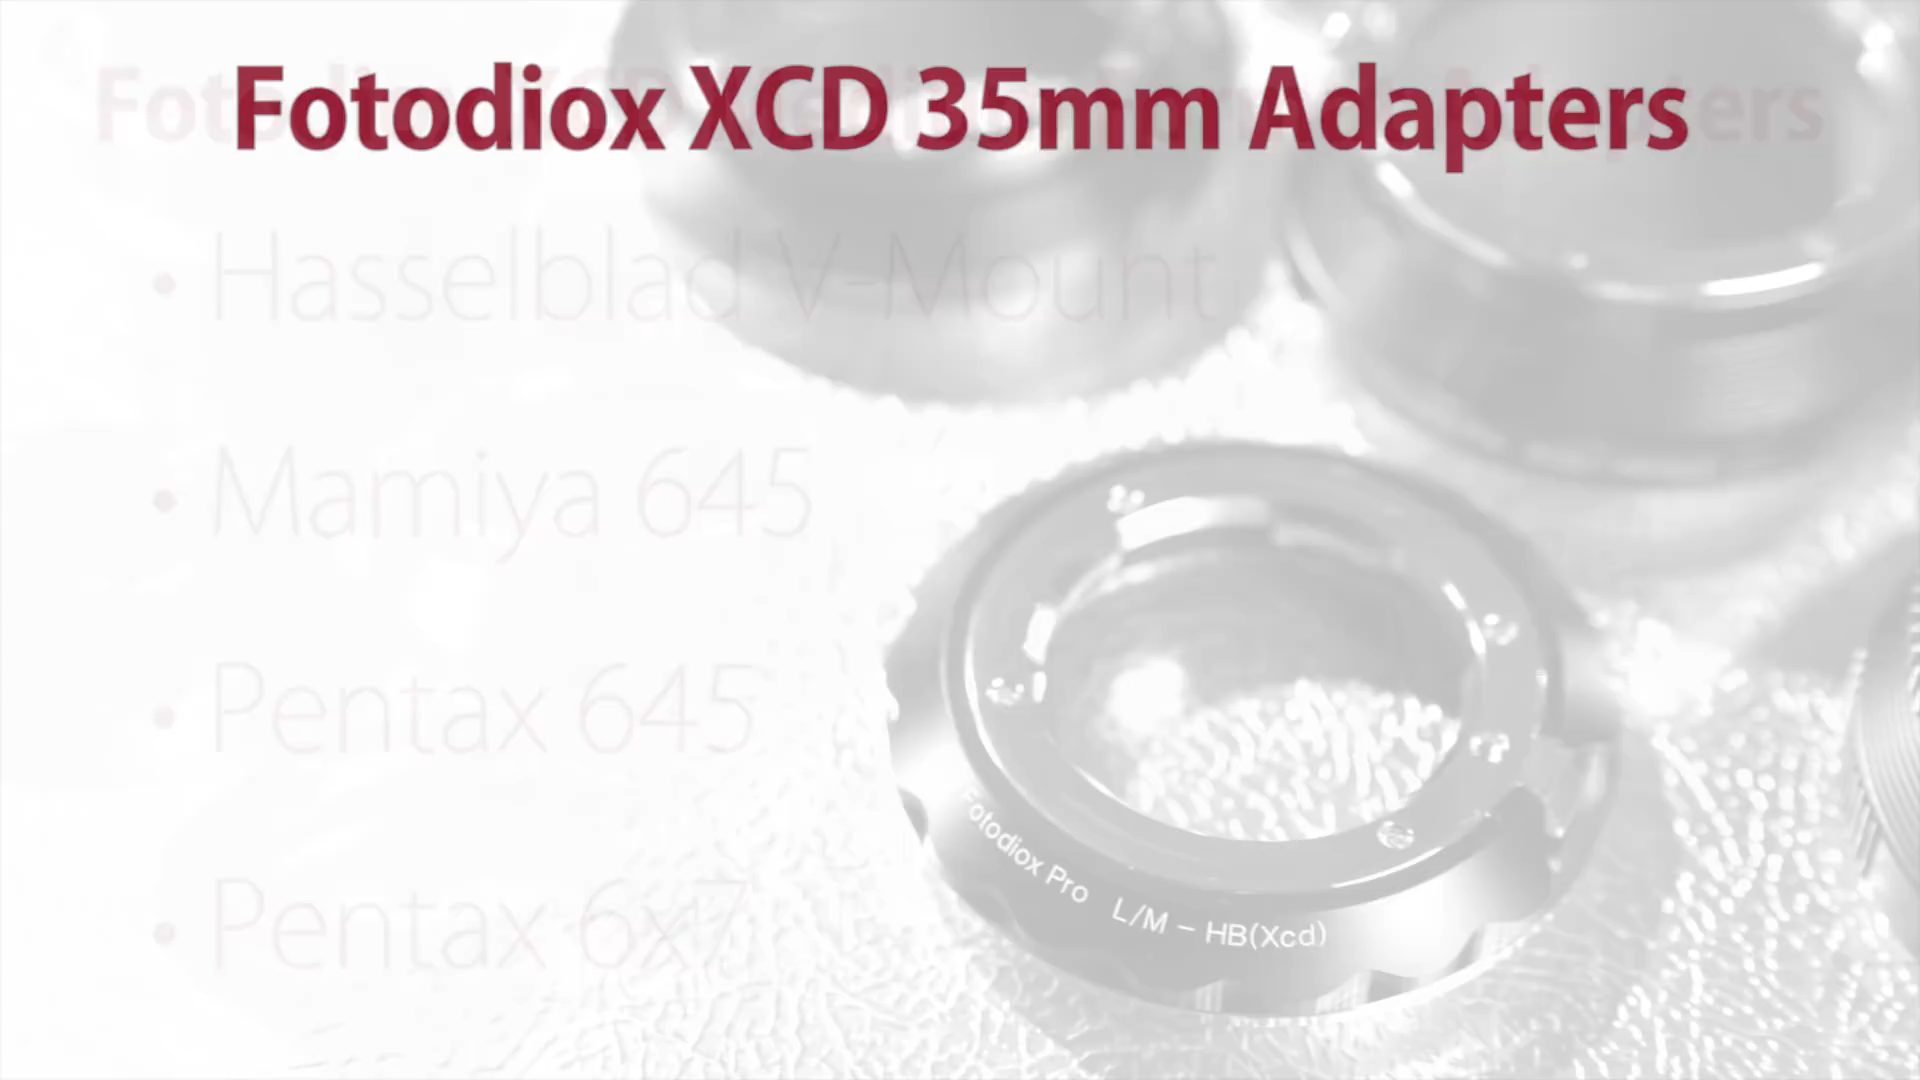 Fotodiox XCD 35mm Adapters
Hasselblad V-Mount
Mamiya 645
Pentax 645
Pentax 6x7
Fotodiox Pro L/M - HB(Xcd)